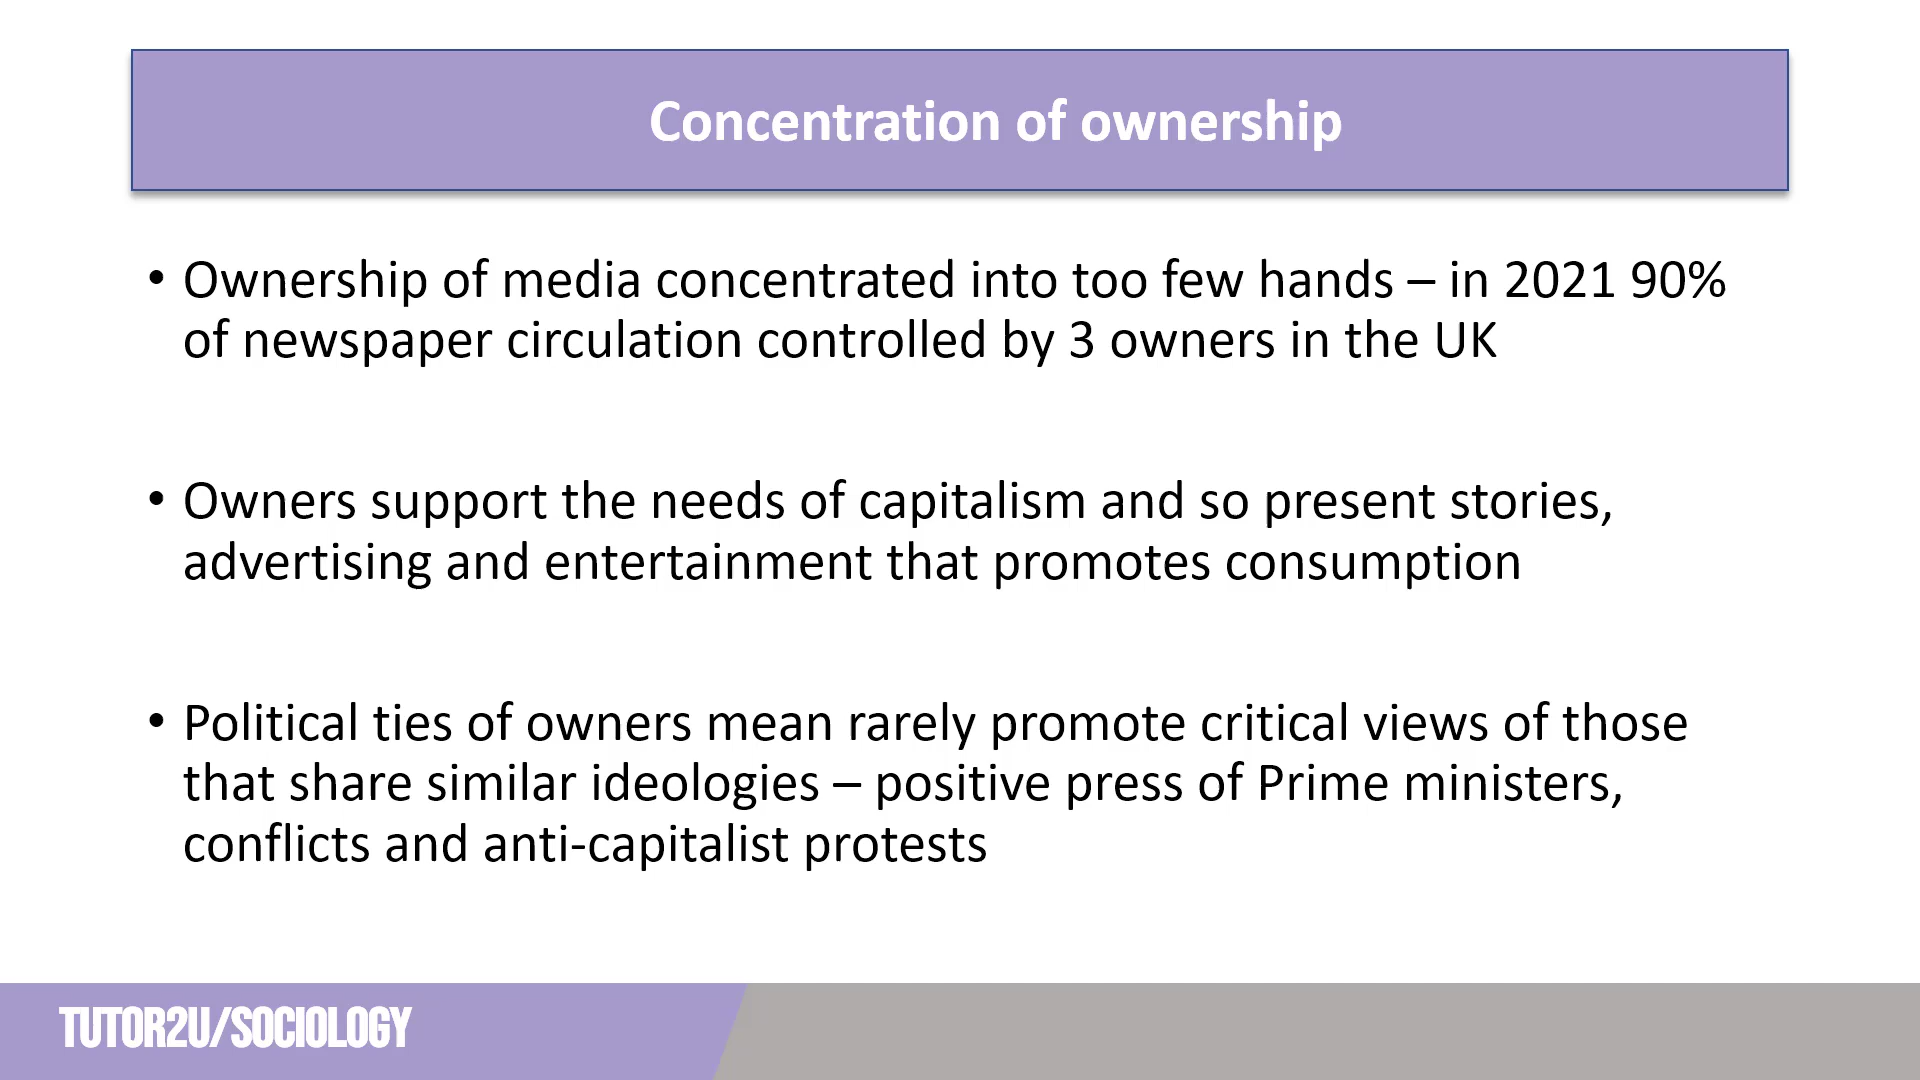 Concentration of ownership
• Ownership of media concentrated into too few hands – in 2021 90%
of newspaper circulation controlled by 3 owners in the UK
• Owners support the needs of capitalism and so present stories,
advertising and entertainment that promotes consumption
• Political ties of owners mean rarely promote critical views of those
that share similar ideologies – positive press of Prime ministers,
conflicts and anti-capitalist protests
TUTOR2U/SOCIOLOGY